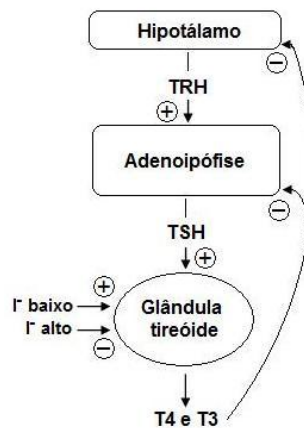 Hipotálamo
−
TRH
+
Adenoipófise
−
TSH
+
I⁻ baixo
+
I⁻ alto
−
Glândula
tireóide
T4 e T3